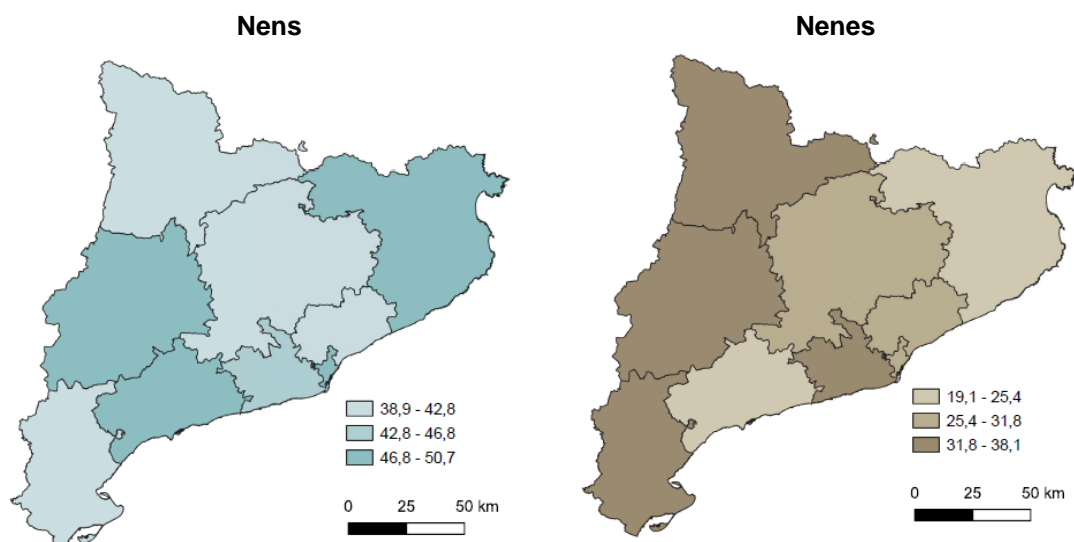 Nens
38,9 - 42,8
42,8 - 46,8
46,8 - 50,7
0 25 50 km
Nenes
19,1 - 25,4
25,4 - 31,8
31,8 - 38,1
0 25 50 km